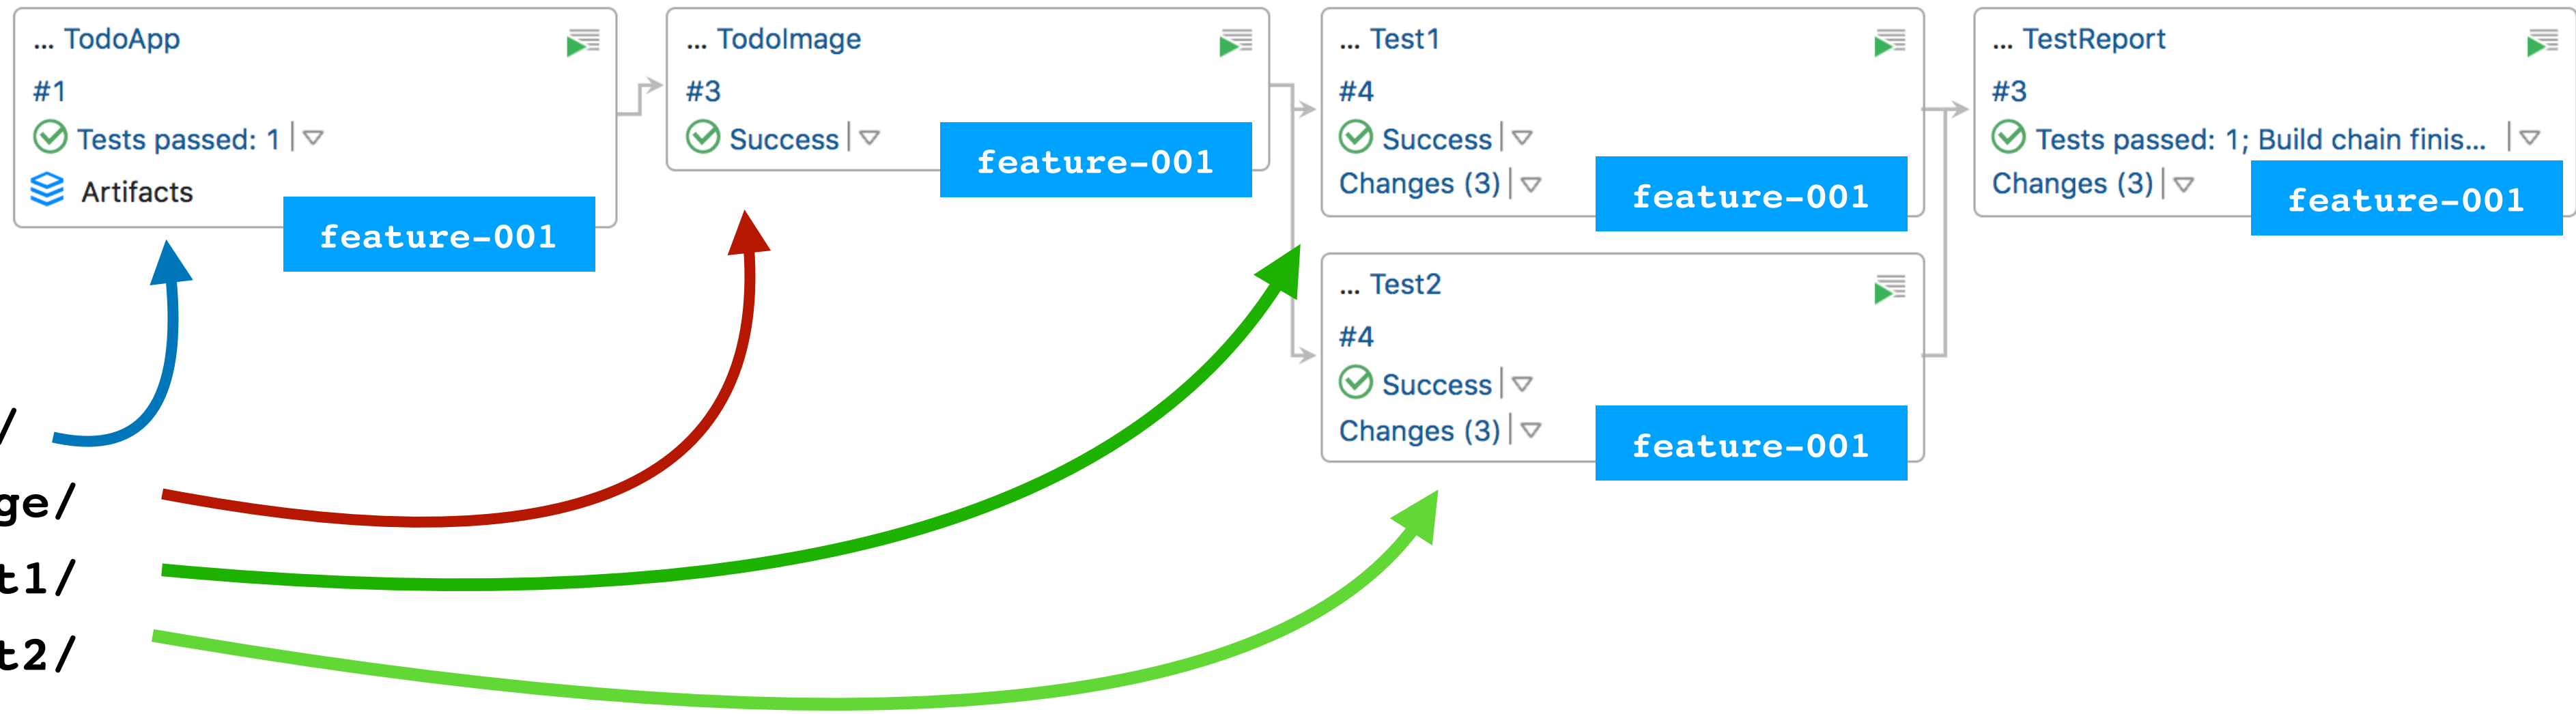 ... TodoApp
#1
Tests passed: 1
Artifacts
feature-001
... TodoImage
#3
Success
feature-001
... Test1
#4
Success
Changes (3)
feature-001
... Test2
#4
Success
Changes (3)
feature-001
... TestReport
#3
Tests passed: 1; Build chain finis...
Changes (3)
feature-001
/
ge/
t1/
t2/